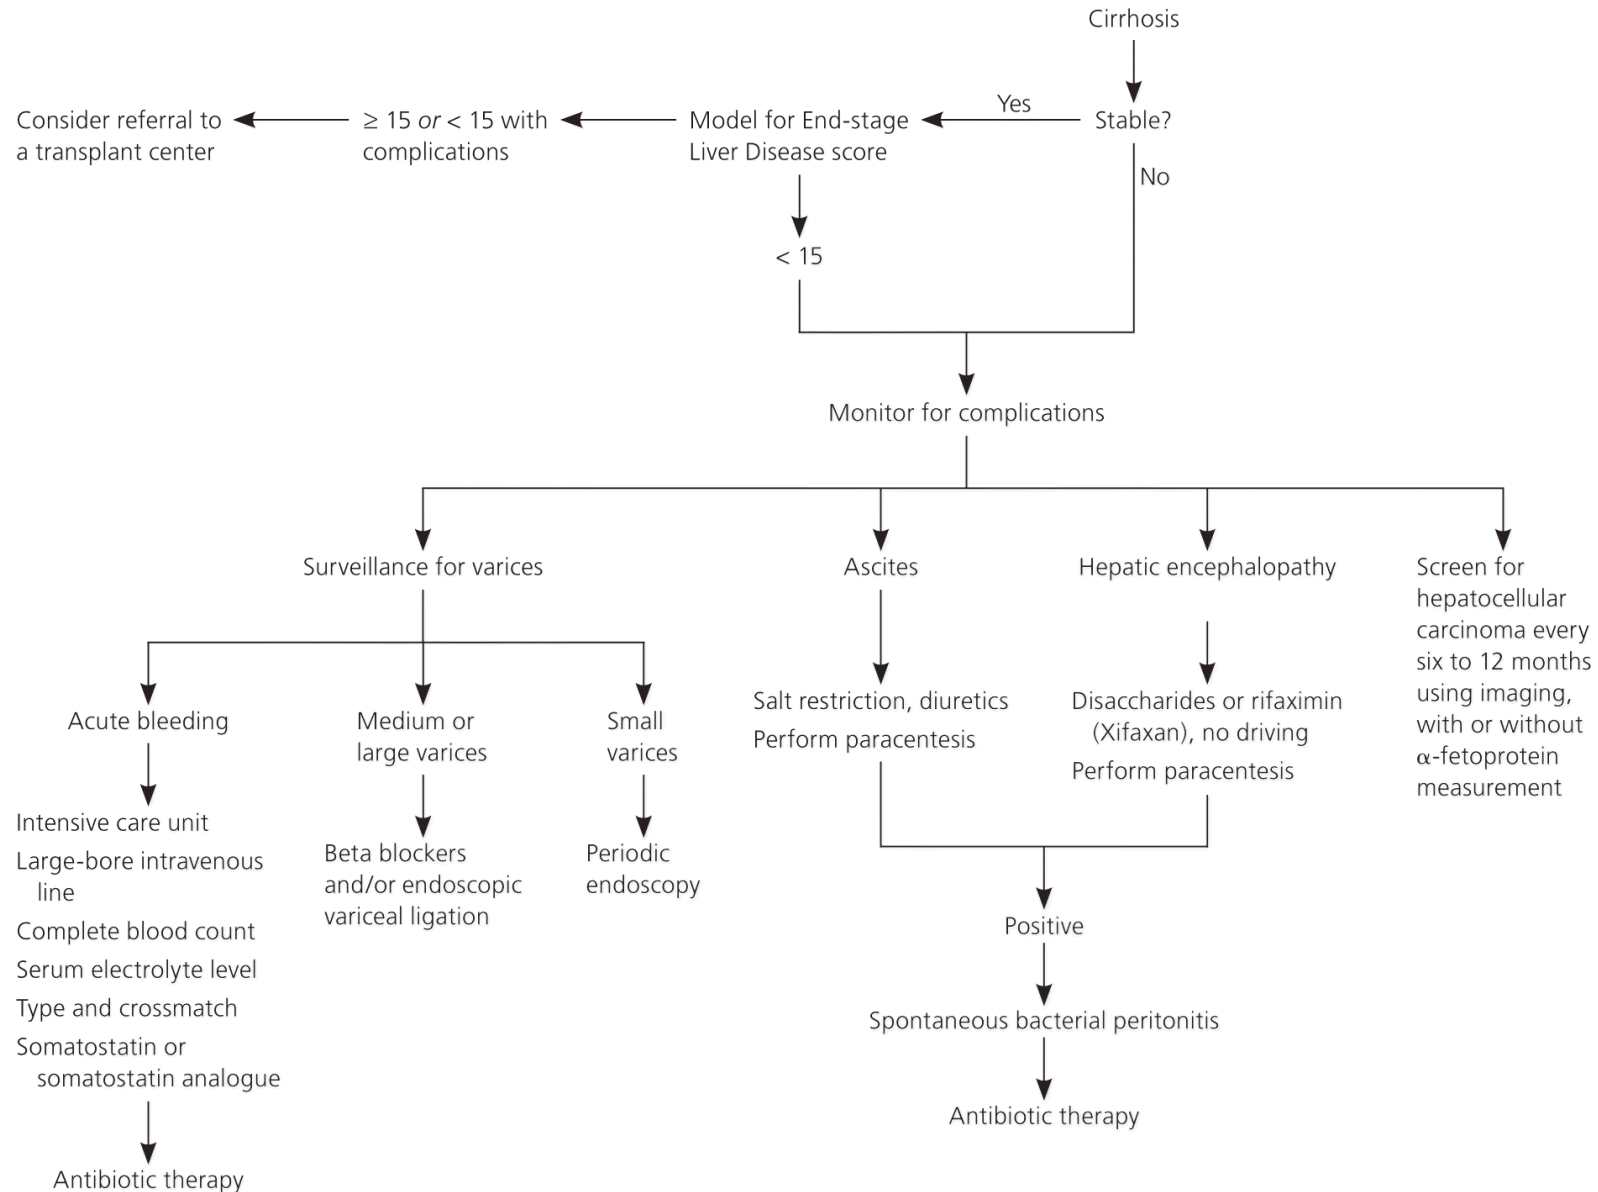 Cirrhosis
Stable?
Yes
No
Model for End-stage
Liver Disease score
≥ 15 or < 15 with
complications
Consider referral to
a transplant center
< 15
Monitor for complications
Surveillance for varices
Acute bleeding
Intensive care unit
Large-bore intravenous
line
Complete blood count
Serum electrolyte level
Type and crossmatch
Somatostatin or
somatostatin analogue
Antibiotic therapy
Medium or
large varices
Beta blockers
and/or endoscopic
variceal ligation
Small
varices
Periodic
endoscopy
Ascites
Salt restriction, diuretics
Perform paracentesis
Hepatic encephalopathy
Disaccharides or rifaximin
(Xifaxan), no driving
Perform paracentesis
Positive
Spontaneous bacterial peritonitis
Antibiotic therapy
Screen for
hepatocellular
carcinoma every
six to 12 months
using imaging,
with or without
α-fetoprotein
measurement